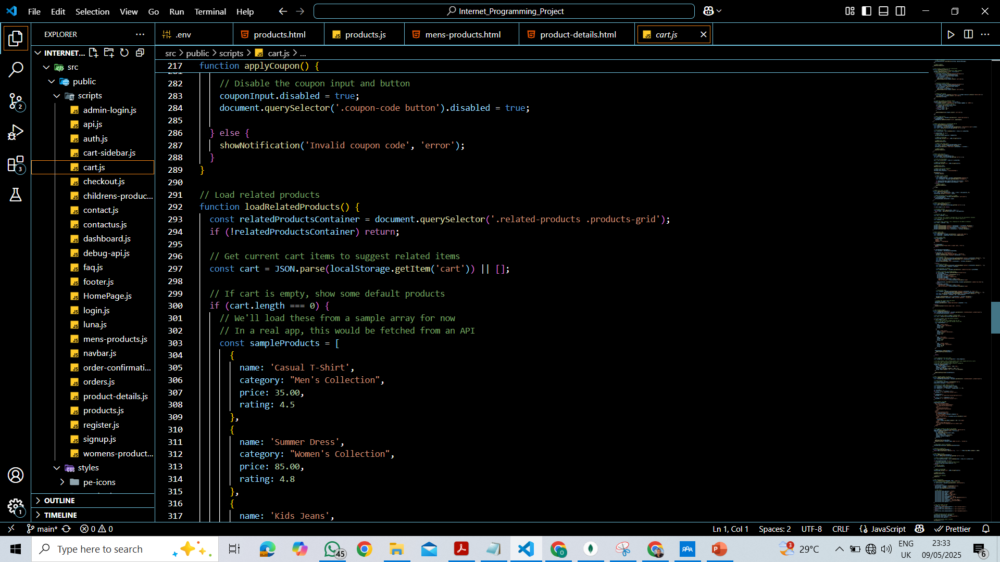 File Edit Selection View Go Run Terminal Help
Internet_Programming_Project
EXPLORER
.env
products.html
products.js
mens-products.html
product-details.html
cart.js
INTERNET...
src > public > scripts > cart.js > ...
src
public
scripts
admin-login.js
api.js
auth.js
cart-sidebar.js
cart.js
checkout.js
childrens-produc...
contact.js
contactus.js
dashboard.js
debug-api.js
faq.js
footer.js
HomePage.js
login.js
luna.js
mens-products.js
navbar.js
order-confirmati...
orders.js
product-details.js
products.js
register.js
signup.js
womens-product...
styles
pe-icons
OUTLINE
TIMELINE
2
3
1
217 function applyCoupon() {
282 // Disable the coupon input and button
283 couponInput.disabled = true;
284 document.querySelector('.coupon-code button').disabled = true;
285
286 } else {
287 showNotification('Invalid coupon code', 'error');
288 }
289 }
290
291 // Load related products
292 function loadRelatedProducts() {
293 const relatedProductsContainer = document.querySelector('.related-products .products-grid');
294 if (!relatedProductsContainer) return;
295
296 // Get current cart items to suggest related items
297 const cart = JSON.parse(localStorage.getItem('cart')) || [];
298
299 // If cart is empty, show some default products
300 if (cart.length === 0) {
301 // We'll load these from a sample array for now
302 // In a real app, this would be fetched from an API
303 const sampleProducts = [
304 {
305 name: 'Casual T-Shirt',
306 category: "Men's Collection",
307 price: 35.00,
308 rating: 4.5
309 },
310 {
311 name: 'Summer Dress',
312 category: "Women's Collection",
313 price: 85.00,
314 rating: 4.8
315 },
316 {
317 name: 'Kids Jeans',
main* 0 0
Ln 1, Col 1 Spaces: 2 UTF-8 CRLF {} JavaScript Prettier
Type here to search
45
3
29°C
ENG
UK
23:33
09/05/2025
6